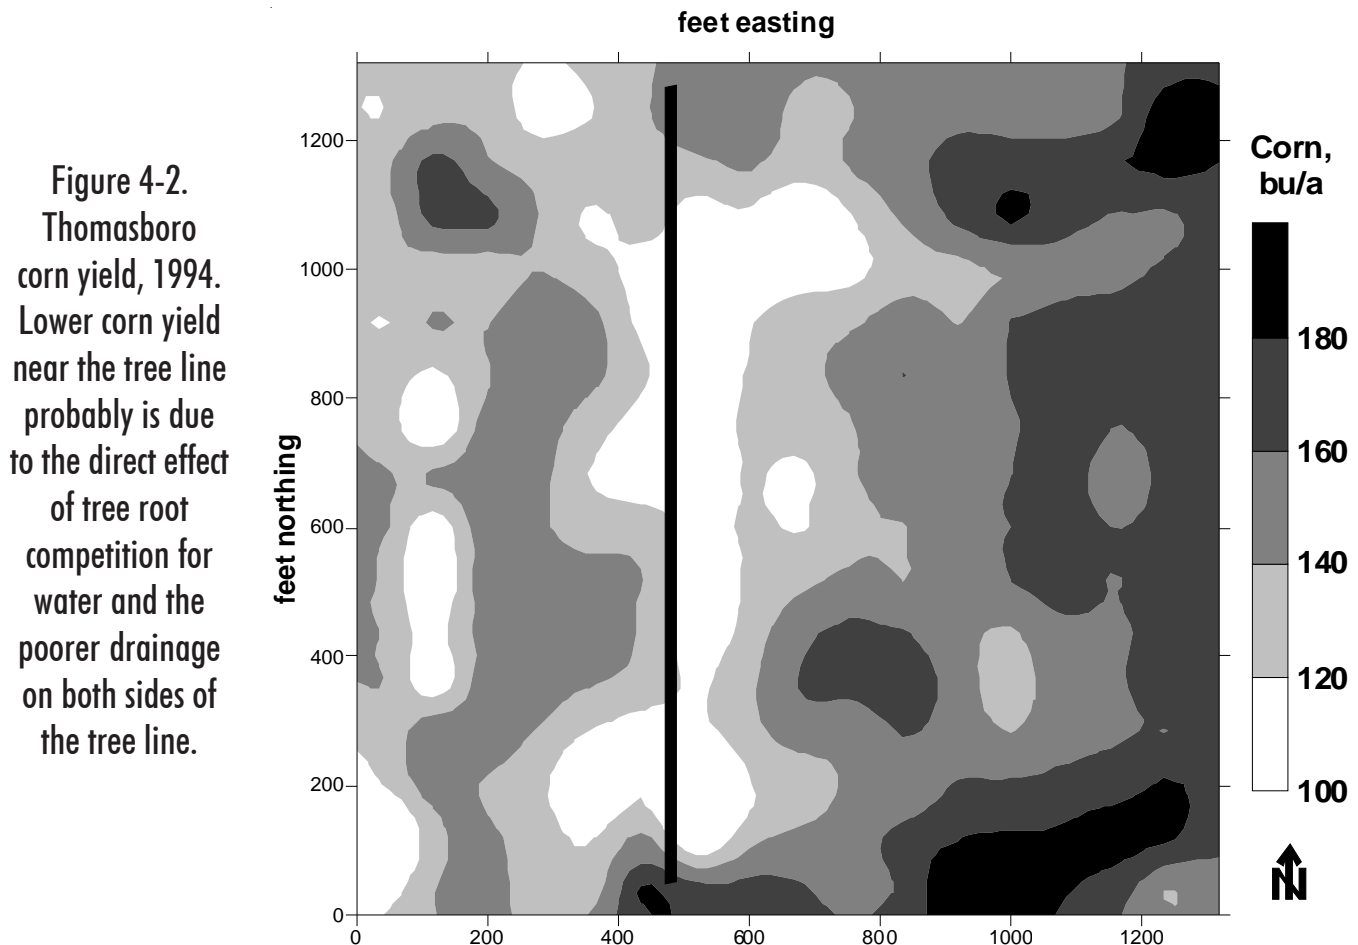 feet easting
Figure 4-2.
Thomasboro
corn yield, 1994.
Lower corn yield
near the tree line
probably is due
to the direct effect
of tree root
competition for
water and the
poorer drainage
on both sides of
the tree line.
feet northing
1200
1000
800
600
400
200
0
0 200 400 600 800 1000 1200
Corn,
bu/a
180
160
140
120
100
N